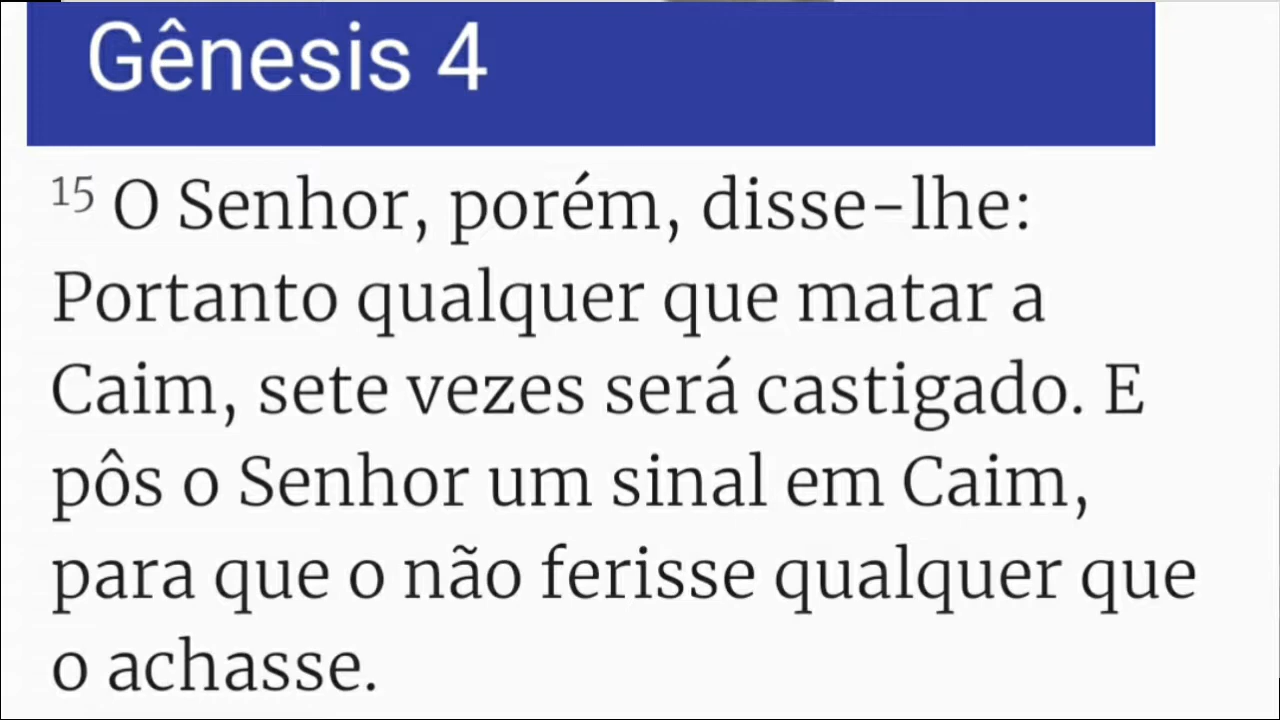 Gênesis 4
15 O Senhor, porém, disse-lhe:
Portanto qualquer que matar a
Caim, sete vezes será castigado. E
pôs o Senhor um sinal em Caim,
para que o não ferisse qualquer que
o achasse.